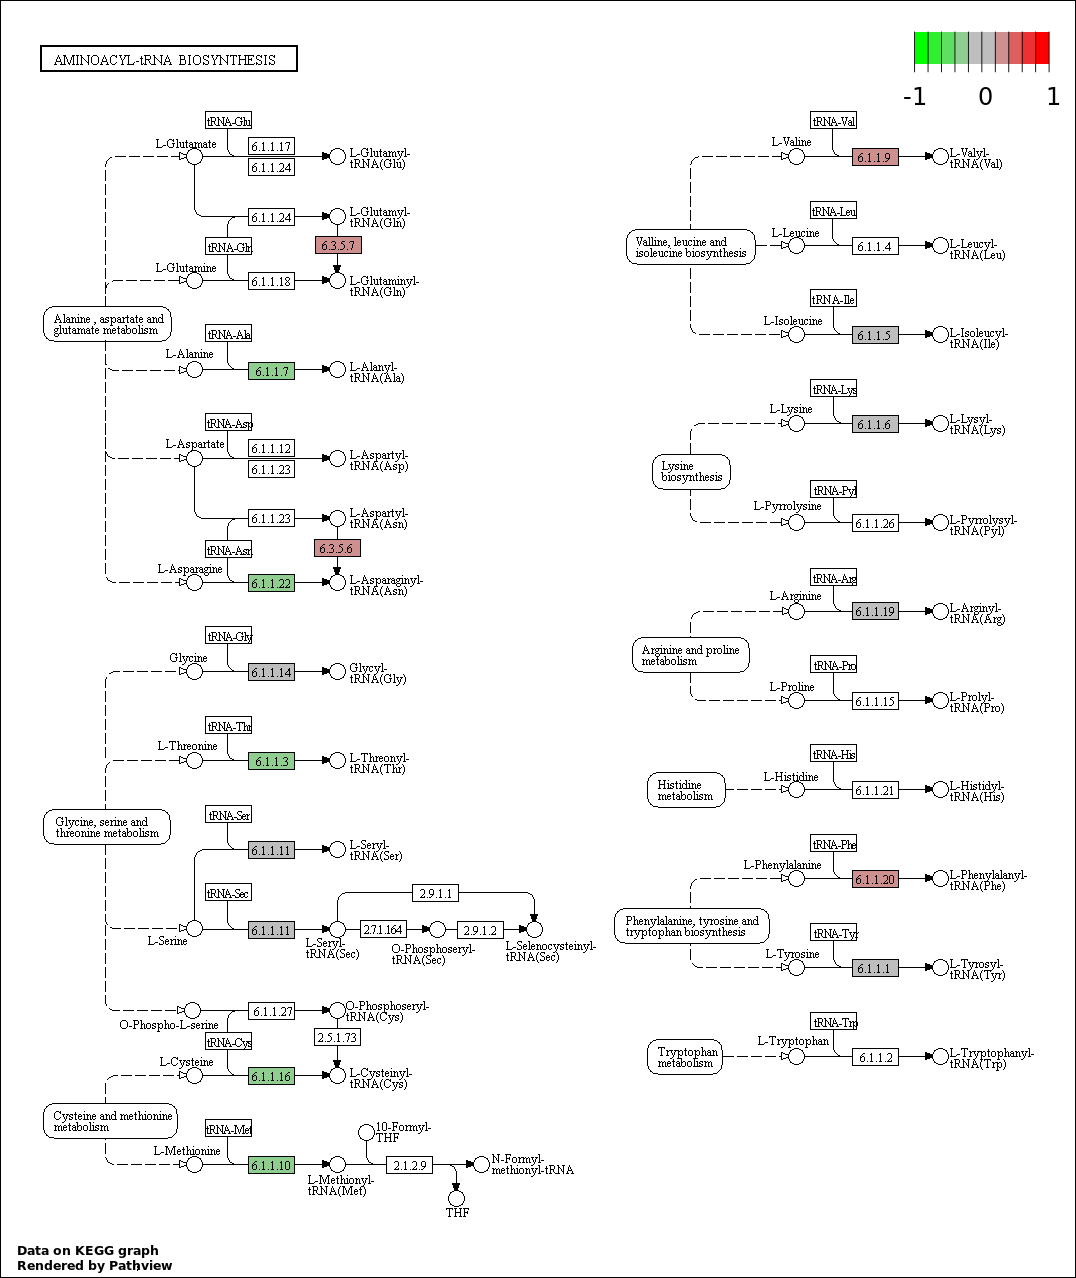 AMINOACYL-tRNA BIOSYNTHESIS
-1 0 1
tRNA-Glu
L-Glutamate
6.1.1.17
6.1.1.24
L-Glutamyl-
tRNA(Glu)
6.1.1.24
L-Glutamyl-
tRNA(Gln)
tRNA-Gln
6.3.5.7
L-Glutamine
6.1.1.18
L-Glutaminyl-
tRNA(Gln)
Alanine , aspartate and
glutamate metabolism
tRNA-Ala
L-Alanine
6.1.1.7
L-Alanyl-
tRNA(Ala)
tRNA-Asp
L-Aspartate
6.1.1.12
6.1.1.23
L-Aspartyl-
tRNA(Asp)
6.1.1.23
L-Aspartyl-
tRNA(Asn)
tRNA-Asn
6.3.5.6
L-Asparagine
6.1.1.22
L-Asparaginyl-
tRNA(Asn)
tRNA-Gly
Glycine
6.1.1.14
Glycyl-
tRNA(Gly)
tRNA-Thr
L-Threonine
6.1.1.3
L-Threonyl-
tRNA(Thr)
Glycine, serine and
threonine metabolism
tRNA-Ser
6.1.1.11
L-Seryl-
tRNA(Ser)
tRNA-Sec
L-Serine
6.1.1.11
L-Seryl-
tRNA(Sec)
2.9.1.1
2.7.1.164
O-Phosphoseryl-
tRNA(Sec)
2.9.1.2
L-Selenocysteinyl-
tRNA(Sec)
O-Phospho-L-serine
6.1.1.27
O-Phosphoseryl-
tRNA(Cys)
tRNA-Cys
2.5.1.73
L-Cysteine
6.1.1.16
L-Cysteinyl-
tRNA(Cys)
Cysteine and methionine
metabolism
tRNA-Met
L-Methionine
6.1.1.10
L-Methionyl-
tRNA(Met)
10-Formyl-
THF
2.1.2.9
N-Formyl-
methionyl-tRNA
THF
tRNA-Val
L-Valine
6.1.1.9
L-Valyl-
tRNA(Val)
tRNA-Leu
Valline, leucine and
isoleucine biosynthesis
L-Leucine
6.1.1.4
L-Leucyl-
tRNA(Leu)
tRNA-Ile
L-Isoleucine
6.1.1.5
L-Isoleucyl-
tRNA(Ile)
tRNA-Lys
L-Lysine
6.1.1.6
L-Lysyl-
tRNA(Lys)
Lysine
biosynthesis
tRNA-Pyl
L-Pyrrolysine
6.1.1.26
L-Pyrrolysyl-
tRNA(Pyl)
tRNA-Arg
L-Arginine
6.1.1.19
L-Arginyl-
tRNA(Arg)
Arginine and proline
metabolism
tRNA-Pro
L-Proline
6.1.1.15
L-Prolyl-
tRNA(Pro)
tRNA-His
Histidine
metabolism
L-Histidine
6.1.1.21
L-Histidyl-
tRNA(His)
tRNA-Phe
L-Phenylalanine
6.1.1.20
L-Phenylalanyl-
tRNA(Phe)
Phenylalanine, tyrosine and
tryptophan biosynthesis
tRNA-Tyr
L-Tyrosine
6.1.1.1
L-Tyrosyl-
tRNA(Tyr)
tRNA-Trp
Tryptophan
metabolism
L-Tryptophan
6.1.1.2
L-Tryptophanyl-
tRNA(Trp)
Data on KEGG graph
Rendered by Pathview